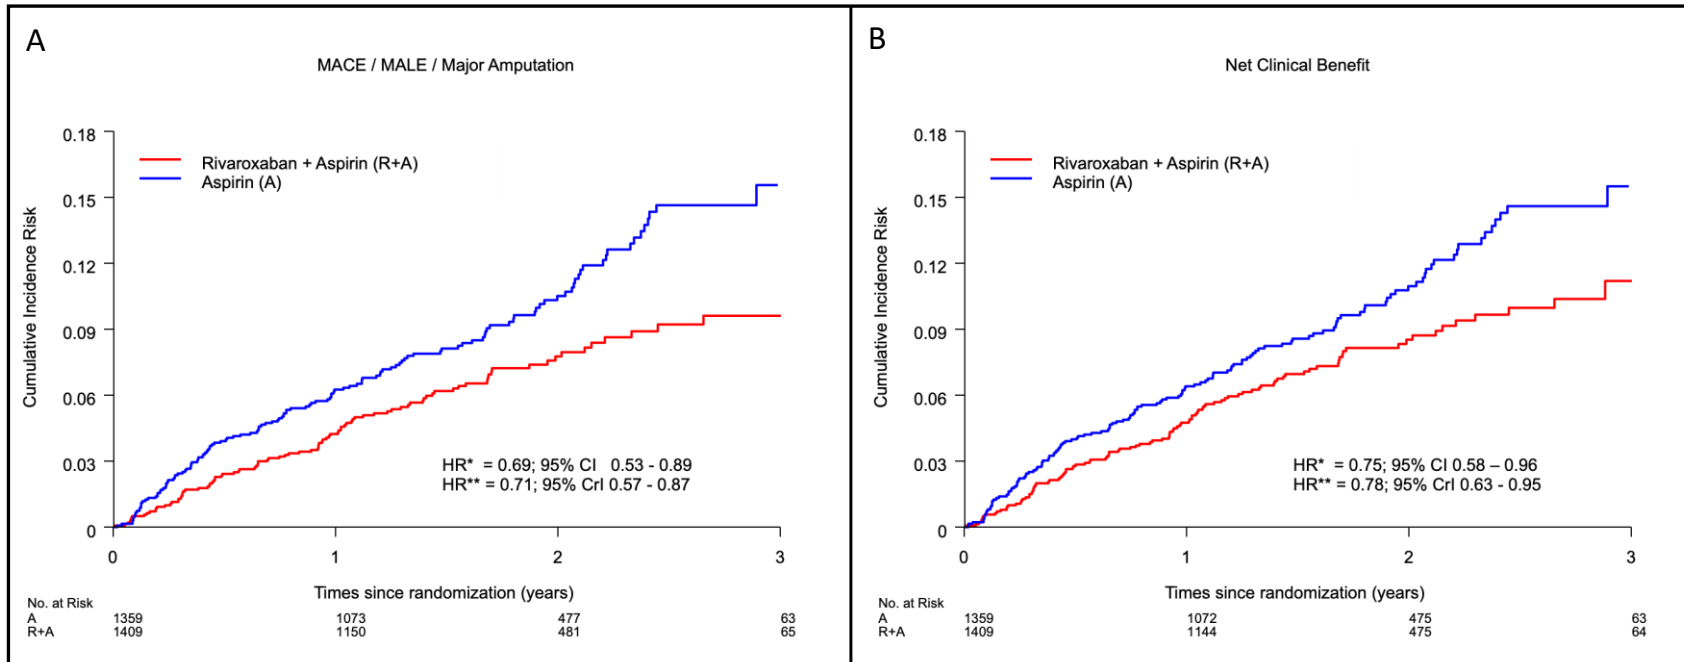 A
MACE / MALE / Major Amputation
0.18
0.15
0.12
0.09
0.06
0.03
0
Cumulative Incidence Risk
Rivaroxaban + Aspirin (R+A)
Aspirin (A)
HR* = 0.69; 95% CI 0.53 - 0.89
HR** = 0.71; 95% CrI 0.57 - 0.87
0 1 2 3
Times since randomization (years)
No. at Risk
A 1359 1073 477 63
R+A 1409 1150 481 65
B
Net Clinical Benefit
0.18
0.15
0.12
0.09
0.06
0.03
0
Cumulative Incidence Risk
Rivaroxaban + Aspirin (R+A)
Aspirin (A)
HR* = 0.75; 95% CI 0.58 – 0.96
HR** = 0.78; 95% CrI 0.63 - 0.95
0 1 2 3
Times since randomization (years)
No. at Risk
A 1359 1072 475 63
R+A 1409 1144 475 64